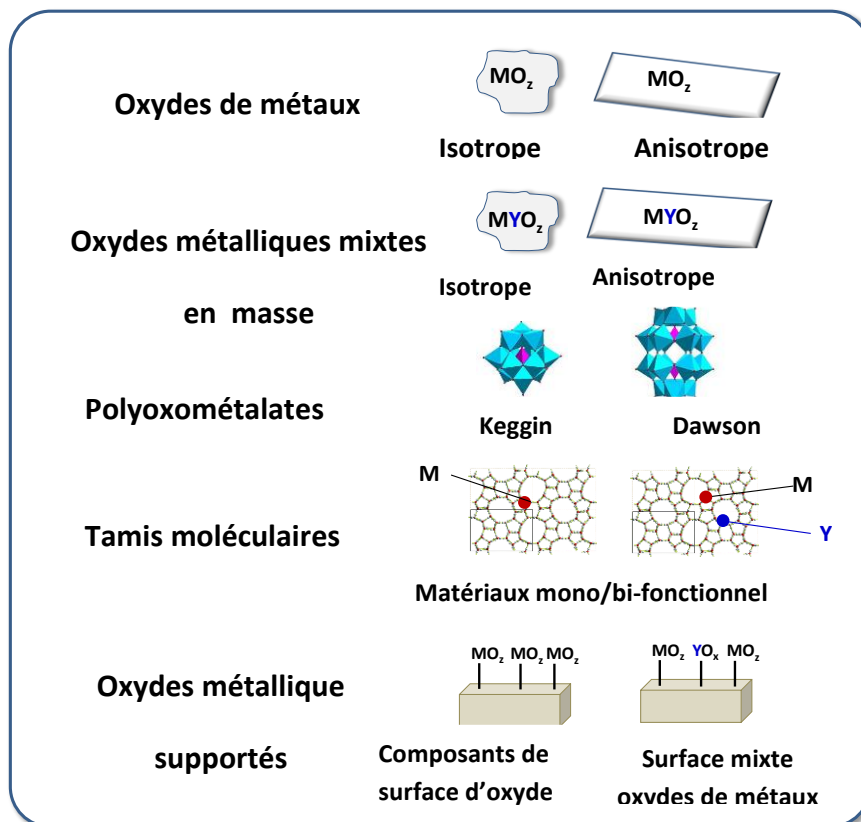 MOz MOz
Oxydes de métaux
Isotrope Anisotrope
MYOz MYOz
Oxydes métalliques mixtes
Isotrope Anisotrope
en masse
Polyoxométalates
Keggin Dawson
M M
Tamis moléculaires Y
Matériaux mono/bi-fonctionnel
MOz MOz MOz MOz YOx MOz
Oxydes métallique
supportés
Composants de
surface d’oxyde
Surface mixte
oxydes de métaux